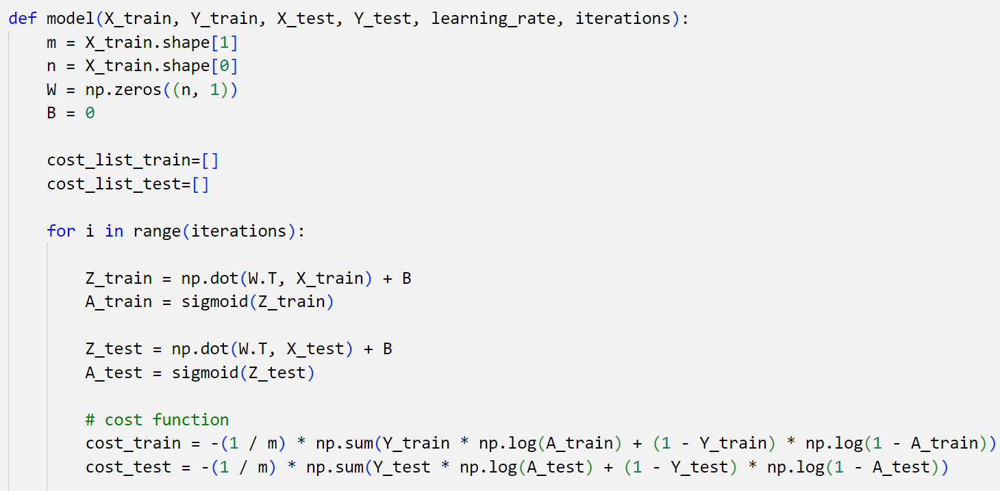 def model(X_train, Y_train, X_test, Y_test, learning_rate, iterations):
    m = X_train.shape[1]
    n = X_train.shape[0]
    W = np.zeros((n, 1))
    B = 0

    cost_list_train=[]
    cost_list_test=[]

    for i in range(iterations):

        Z_train = np.dot(W.T, X_train) + B
        A_train = sigmoid(Z_train)

        Z_test = np.dot(W.T, X_test) + B
        A_test = sigmoid(Z_test)

        # cost function
        cost_train = -(1 / m) * np.sum(Y_train * np.log(A_train) + (1 - Y_train) * np.log(1 - A_train))
        cost_test = -(1 / m) * np.sum(Y_test * np.log(A_test) + (1 - Y_test) * np.log(1 - A_test))